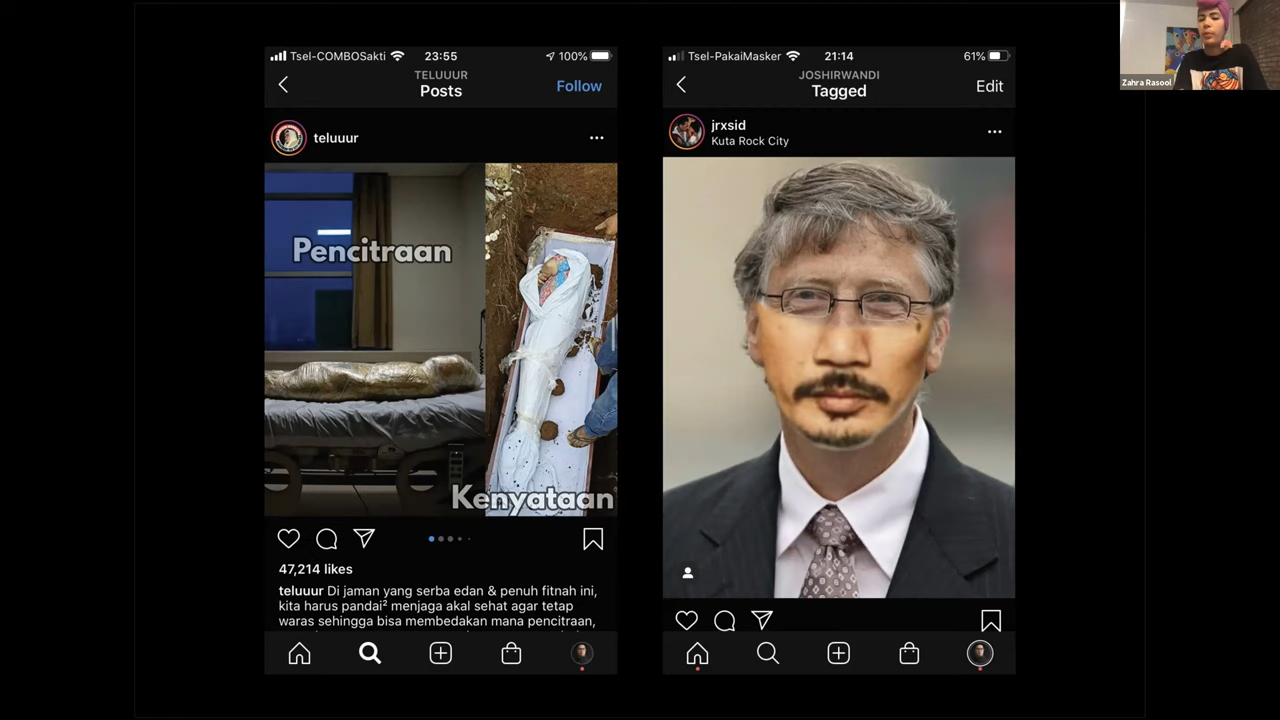 Tsel-COMBOSakti 23:55 100%
TELUUUR
Posts
Follow
teluuur
Pencitraan
Kenyataan
47,214 likes
teluuur Di jaman yang serba edan & penuh fitnah ini,
kita harus pandai² menjaga akal sehat agar tetap
waras sehingga bisa membedakan mana pencitraan,
Tsel-PakaiMasker 21:14 61%
JOSHIRWANDI
Tagged
Edit
jrxsid
Kuta Rock City
Zahra Rasool